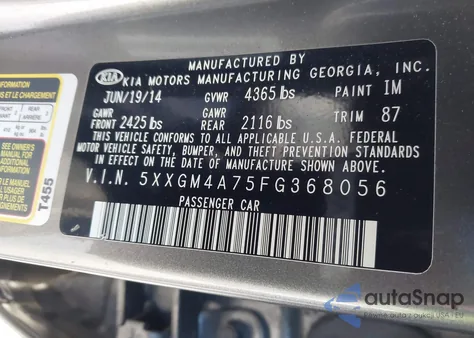 MANUFACTURED BY
KIA KIA MOTORS MANUFACTURING GEORGIA, INC.
JUN/19/14 GVWR 4365 lbs PAINT IM
GAWR GAWR
FRONT 2425 lbs REAR 2116 lbs TRIM 87
THIS VEHICLE CONFORMS TO ALL APPLICABLE U.S.A. FEDERAL
MOTOR VEHICLE SAFETY, BUMPER, AND THEFT PREVENTION STANDARDS
IN EFFECT ON THE DATE OF MANUFACTURE SHOWN ABOVE.
V.I.N. 5XXGM4A75FG368056
PASSENGER CAR
INFORMATION
T455
autoSnap